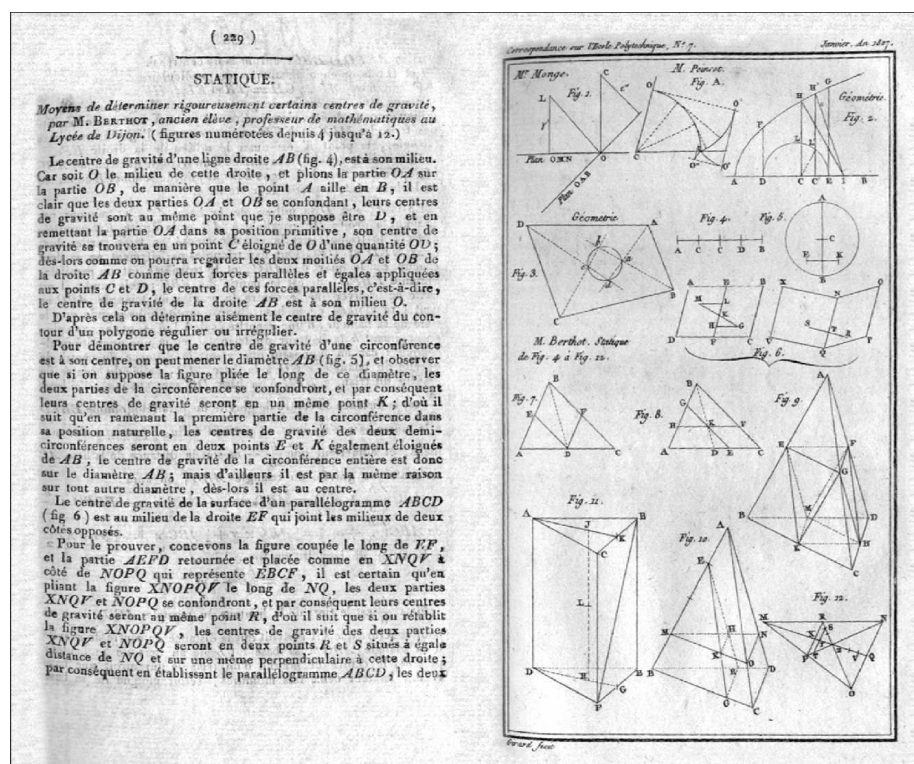 ( 229 )
STATIQUE.
Moyens de déterminer rigoureusement certains centres de gravité,
par M. BERTHOT, ancien élève, professeur de mathématiques au
Lycée de Dijon. ( figures numérotées depuis 4 jusqu'à 12.)
Le centre de gravité d'une ligne droite AB (fig. 4), est à son milieu.
Car soit O le milieu de cette droite, et plions la partie OA sur
la partie OB, de manière que le point A aille en B, il est
clair que les deux parties OA et OB se confondant, leurs centres
de gravité sont au même point que je suppose être D, et en
remettant la partie OA dans sa position primitive, son centre de
gravité se trouvera en un point C éloigné de O d'une quantité OD;
dès-lors comme on pourra regarder les deux moitiés OA et OB de
la droite AB comme deux forces parallèles et égales appliquées
aux points C et D, le centre de ces forces parallèles, c'est-à-dire,
le centre de gravité de la droite AB est à son milieu O.
D'après cela on détermine aisément le centre de gravité du con-
tour d'un polygone régulier ou irrégulier.
Pour démontrer que le centre de gravité d'une circonférence
est à son centre, on peut mener le diamètre AB (fig. 5), et observer
que si on suppose la figure pliée le long de ce diamètre, les
deux parties de la circonférence se confondront, et par conséquent
leurs centres de gravité seront en un même point K; d'où il
suit qu'en ramenant la première partie de la circonférence dans
sa position naturelle, les centres de gravité des deux demi-
circonférences seront en deux points E et K également éloignés
de AB, le centre de gravité de la circonférence entière est donc
sur le diamètre AB; mais d'ailleurs il est par la même raison
sur tout autre diamètre, dès-lors il est au centre.
Le centre de gravité de la surface d'un parallélogramme ABCD
(fig 6) est au milieu de la droite EF qui joint les milieux de deux
côtés opposés.
Pour le prouver, concevons la figure coupée le long de EF,
et la partie AEFD retournée et placée comme en XNQV à
côté de NOPQ qui représente EBCF, il est certain qu'en
pliant la figure XNOPQV le long de NQ, les deux parties
XNQV et NOPQ se confondront, et par conséquent leurs centres
de gravité seront au même point R, d'où il suit que si on rétablit
la figure XNOPQV, les centres de gravité des deux parties
XNQV et NOPQ seront en deux points R et S situés à égale
distance de NQ et sur une même perpendiculaire à cette droite;
par conséquent en établissant le parallélogramme ABCD, les deux
Correspondance sur l'Ecole Polytechnique, N.º 7.
Janvier. An 1807.
Mr. Monge.
Fig. 1.
Plan O M N
Plan O A B
M. Poinsot.
Fig. A.
Géométrie.
Fig. 2.
A D C C' E I B
Géometrie.
Fig. 3.
Fig. 4.
A C C D B
Fig. 5.
M. Berthot. Statique
de Fig. 4 à Fig. 12.
Fig. 6.
Fig. 7.
Fig. 8.
Fig. 9.
Fig. 11.
Fig. 10.
Fig. 12.
Girard fecit